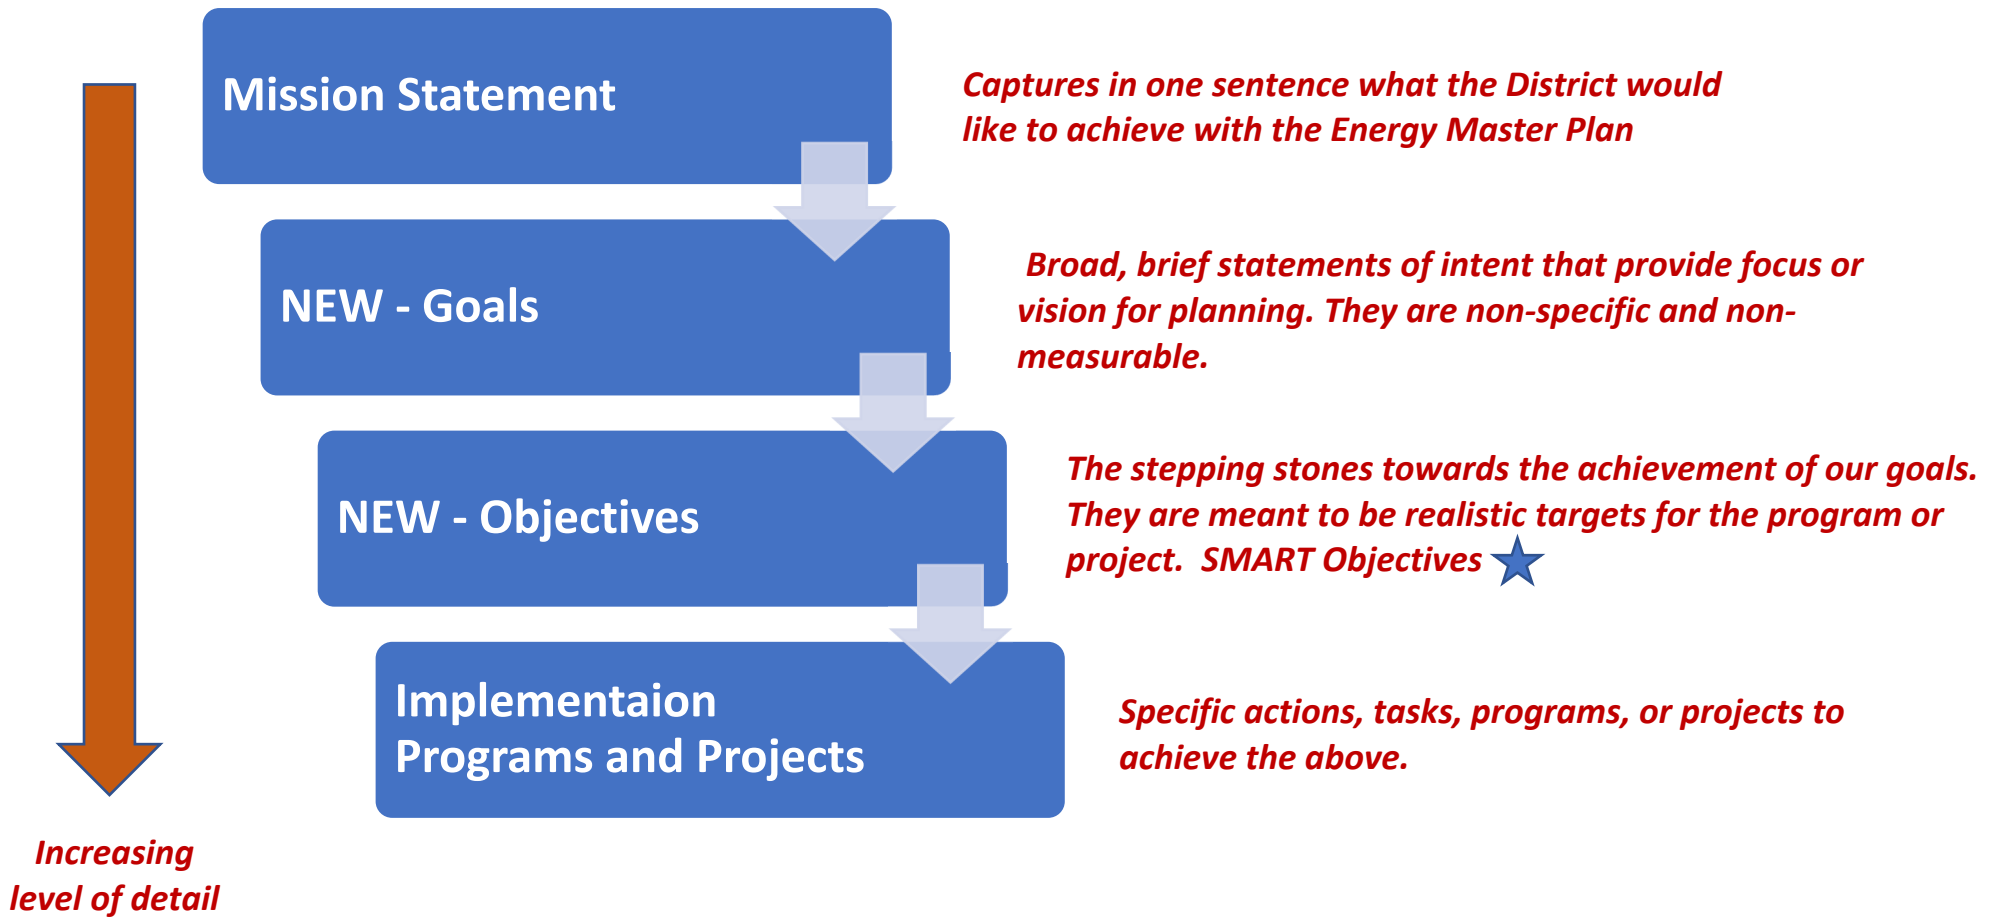 Mission Statement
Captures in one sentence what the District would
like to achieve with the Energy Master Plan
NEW - Goals
Broad, brief statements of intent that provide focus or
vision for planning. They are non-specific and non-
measurable.
NEW - Objectives
The stepping stones towards the achievement of our goals.
They are meant to be realistic targets for the program or
project.  SMART Objectives
Implementaion
Programs and Projects
Specific actions, tasks, programs, or projects to
achieve the above.
Increasing
level of detail